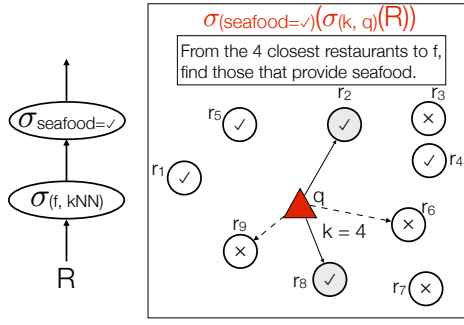 σ(seafood=✓)(σ(k, q)(R))
From the 4 closest restaurants to f,
find those that provide seafood.
σseafood=✓
σ(f, kNN)
R
r2
r3
r5
✓
✓
×
r4
✓
r1
✓
q
r6
×
r9
k = 4
×
r8
✓
r7
×